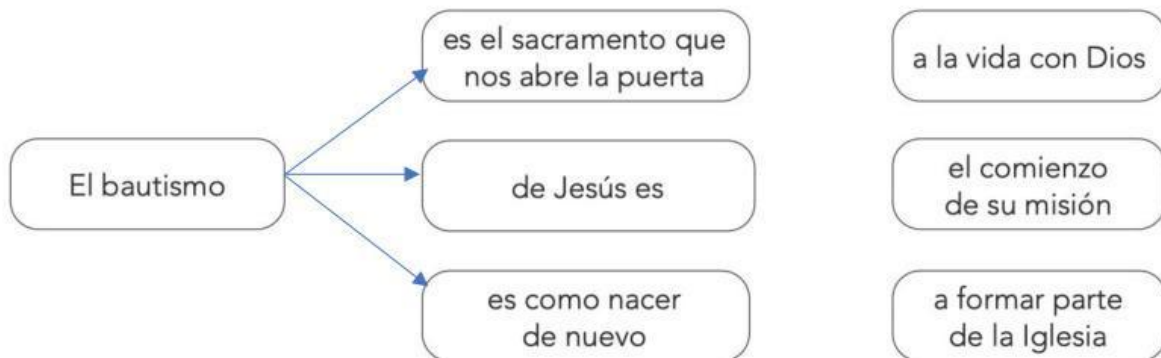 es el sacramento que
nos abre la puerta
a la vida con Dios
El bautismo
de Jesús es
el comienzo
de su misión
es como nacer
de nuevo
a formar parte
de la Iglesia